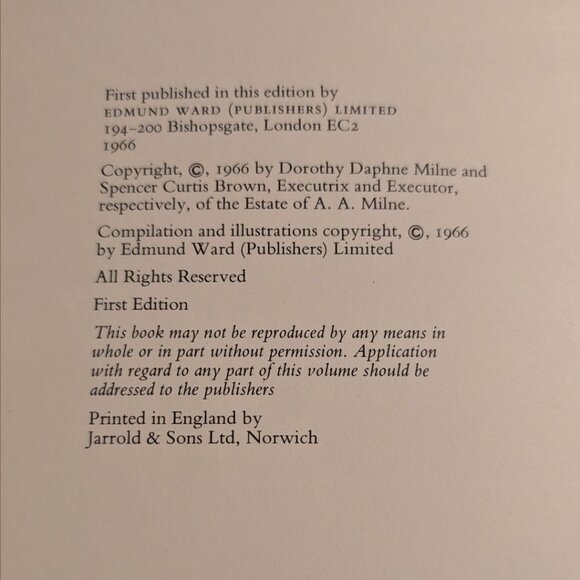 First published in this edition by
EDMUND WARD (PUBLISHERS) LIMITED
194–200 Bishopsgate, London EC2
1966
Copyright, ©, 1966 by Dorothy Daphne Milne and
Spencer Curtis Brown, Executrix and Executor,
respectively, of the Estate of A. A. Milne.
Compilation and illustrations copyright, ©, 1966
by Edmund Ward (Publishers) Limited
All Rights Reserved
First Edition
This book may not be reproduced by any means in
whole or in part without permission. Application
with regard to any part of this volume should be
addressed to the publishers
Printed in England by
Jarrold & Sons Ltd, Norwich